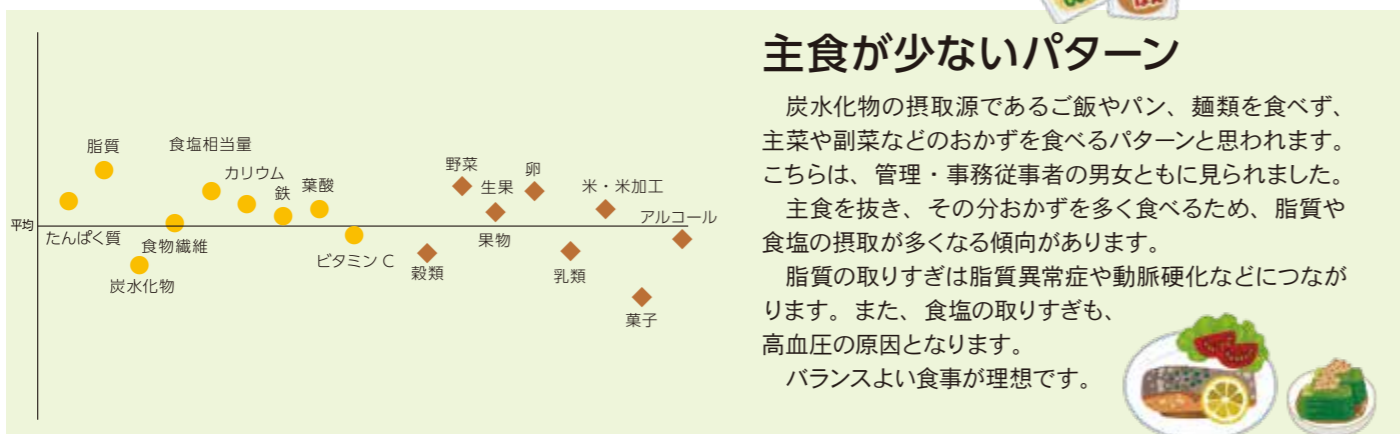 主食が少ないパターン
炭水化物の摂取源であるご飯やパン、麺類を食べず、
主菜や副菜などのおかずを食べるパターンと思われます。
こちらは、管理・事務従事者の男女ともに見られました。
主食を抜き、その分おかずを多く食べるため、脂質や
食塩の摂取が多くなる傾向があります。
脂質の取りすぎは脂質異常症や動脈硬化などにつなが
ります。また、食塩の取りすぎも、
高血圧の原因となります。
バランスよい食事が理想です。
平均
たんぱく質
脂質
炭水化物
食物繊維
食塩相当量
カリウム
鉄
葉酸
ビタミンC
穀類
野菜
生果
果物
卵
乳類
米・米加工
菓子
アルコール